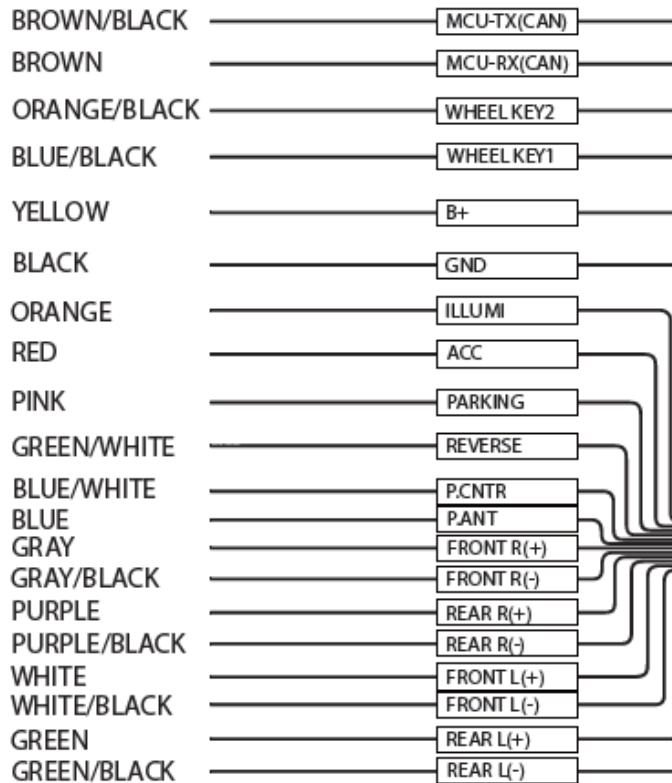 BROWN/BLACK MCU-TX(CAN)
BROWN MCU-RX(CAN)
ORANGE/BLACK WHEEL KEY2
BLUE/BLACK WHEEL KEY1
YELLOW B+
BLACK GND
ORANGE ILLUMI
RED ACC
PINK PARKING
GREEN/WHITE REVERSE
BLUE/WHITE P.CNTR
BLUE P.ANT
GRAY FRONT R(+)
GRAY/BLACK FRONT R(-)
PURPLE REAR R(+)
PURPLE/BLACK REAR R(-)
WHITE FRONT L(+)
WHITE/BLACK FRONT L(-)
GREEN REAR L(+)
GREEN/BLACK REAR L(-)